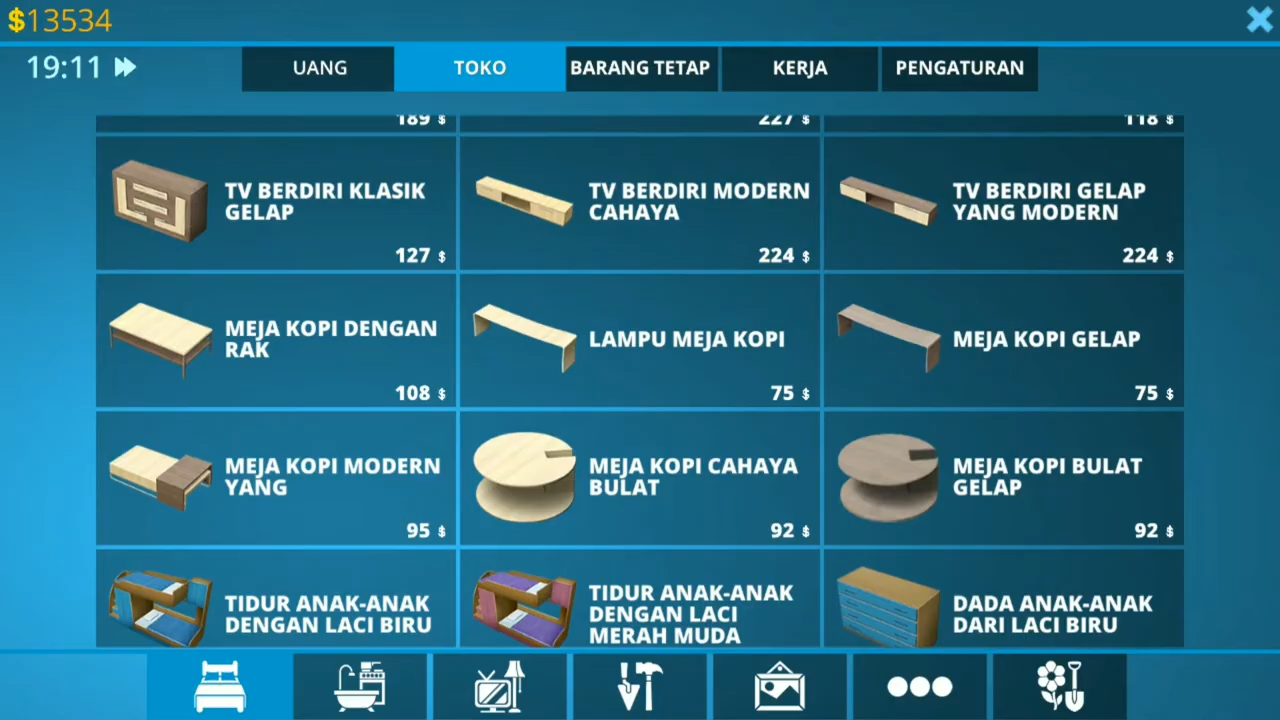 $13534
19:11
UANG
TOKO
BARANG TETAP
KERJA
PENGATURAN
189 $
227 $
118 $
TV BERDIRI KLASIK
GELAP
127 $
TV BERDIRI MODERN
CAHAYA
224 $
TV BERDIRI GELAP
YANG MODERN
224 $
MEJA KOPI DENGAN
RAK
108 $
LAMPU MEJA KOPI
75 $
MEJA KOPI GELAP
75 $
MEJA KOPI MODERN
YANG
95 $
MEJA KOPI CAHAYA
BULAT
92 $
MEJA KOPI BULAT
GELAP
92 $
TIDUR ANAK-ANAK
DENGAN LACI BIRU
TIDUR ANAK-ANAK
DENGAN LACI
MERAH MUDA
DADA ANAK-ANAK
DARI LACI BIRU